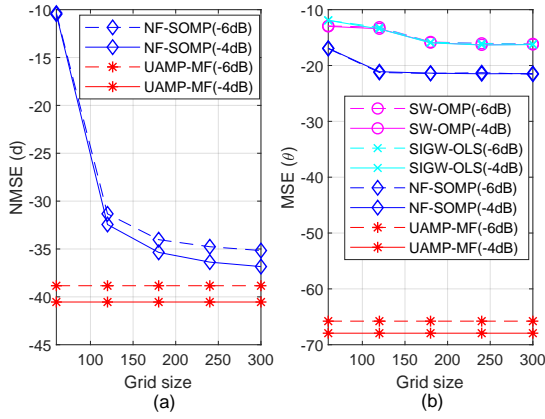 -10
-15
-20
-25
-30
-35
-40
-45
NMSE (d)
100
150
200
250
300
Grid size
(a)
NF-SOMP(-6dB)
NF-SOMP(-4dB)
UAMP-MF(-6dB)
UAMP-MF(-4dB)
-10
-20
-30
-40
-50
-60
-70
MSE (θ)
100
150
200
250
300
Grid size
(b)
SW-OMP(-6dB)
SW-OMP(-4dB)
SIGW-OLS(-6dB)
SIGW-OLS(-4dB)
NF-SOMP(-6dB)
NF-SOMP(-4dB)
UAMP-MF(-6dB)
UAMP-MF(-4dB)